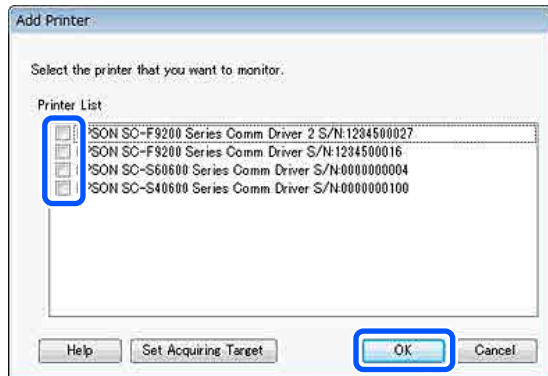 Add Printer
Select the printer that you want to monitor.
Printer List
PSON SC-F9200 Series Comm Driver 2 S/N:1234500027
PSON SC-F9200 Series Comm Driver S/N:1234500016
PSON SC-S60600 Series Comm Driver S/N:0000000004
PSON SC-S40600 Series Comm Driver S/N:0000000100
Help Set Acquiring Target OK Cancel